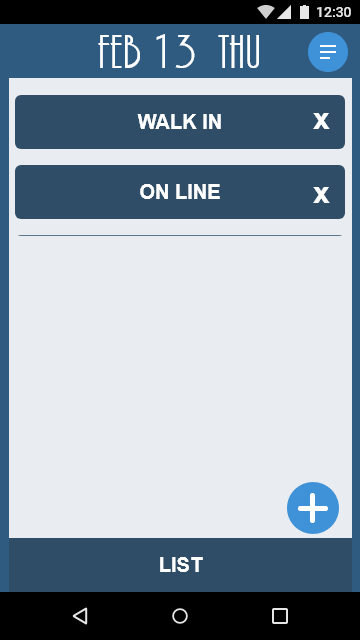 12:30
FEB 13 THU
WALK IN X
ON LINE X
LIST